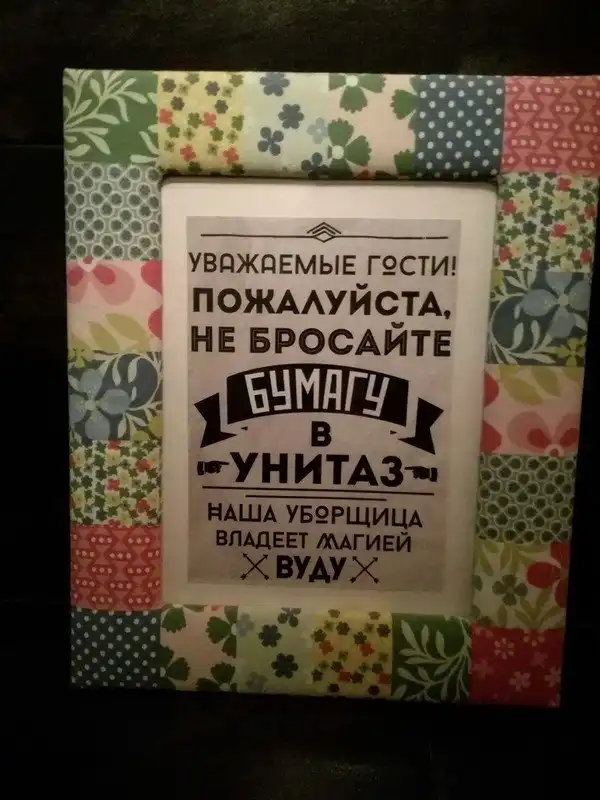 УВАЖАЕМЫЕ ГОСТИ!
ПОЖАЛУЙСТА,
НЕ БРОСАЙТЕ
БУМАГУ
В
УНИТАЗ
НАША УБОРЩИЦА
ВЛАДЕЕТ МАГИЕЙ
ВУДУ